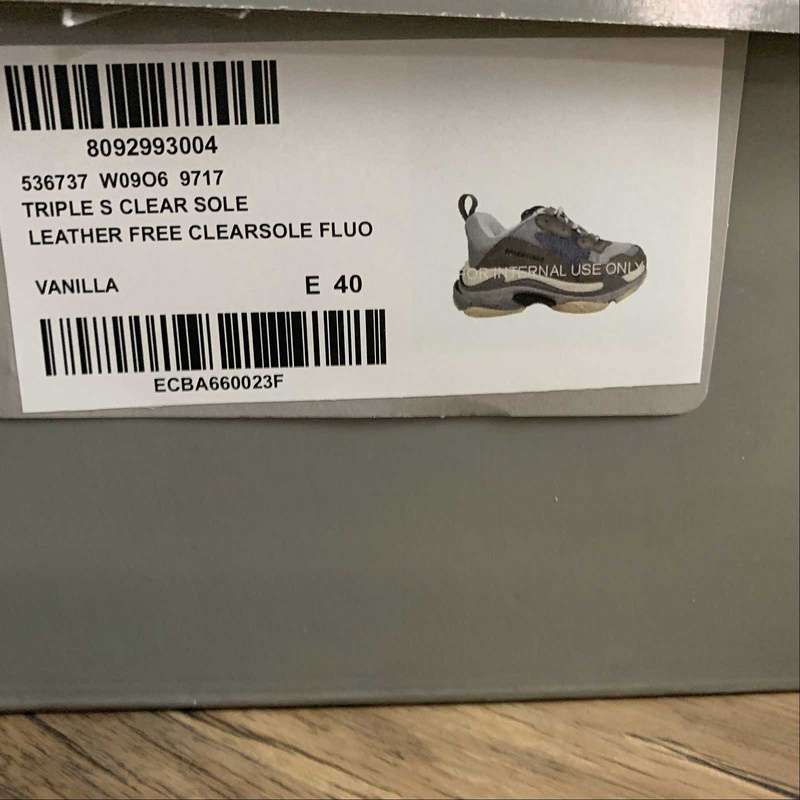 8092993004
536737 W09O6 9717
TRIPLE S CLEAR SOLE
LEATHER FREE CLEARSOLE FLUO
VANILLA E 40
ECBA660023F
FOR INTERNAL USE ONLY